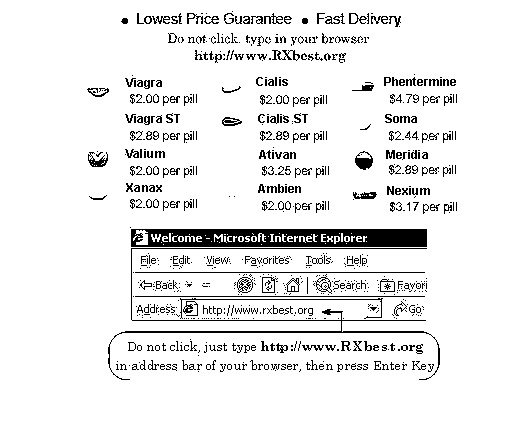 • Lowest Price Guarantee • Fast Delivery
Do not click, type in your browser
http://www.RXbest.org
Viagra Cialis Phentermine
$2.00 per pill $2.00 per pill $4.79 per pill
Viagra ST Cialis ST Soma
$2.89 per pill $2.89 per pill $2.44 per pill
Valium Ativan Meridia
$2.00 per pill $3.25 per pill $2.89 per pill
Xanax Ambien Nexium
$2.00 per pill $2.00 per pill $3.17 per pill
Welcome - Microsoft Internet Explorer
File Edit View Favorites Tools Help
Back Search Favori
Address http://www.rxbest.org Go
Do not click, just type http://www.RXbest.org
in address bar of your browser, then press Enter Key